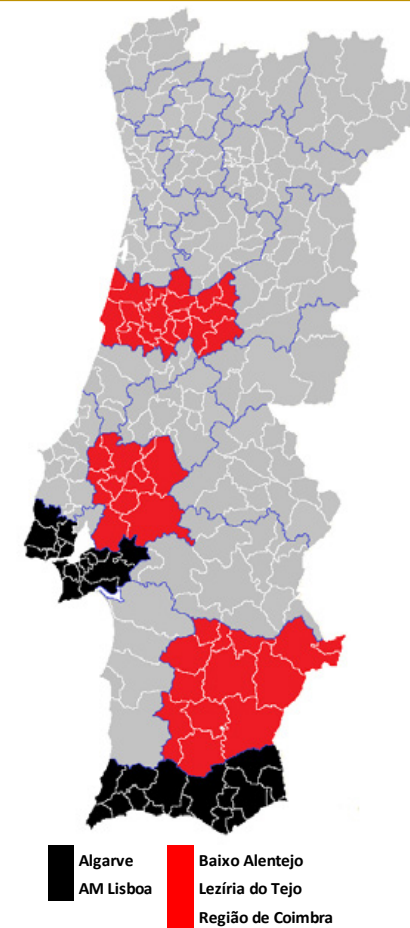 Algarve
AM Lisboa
Baixo Alentejo
Lezíria do Tejo
Região de Coimbra